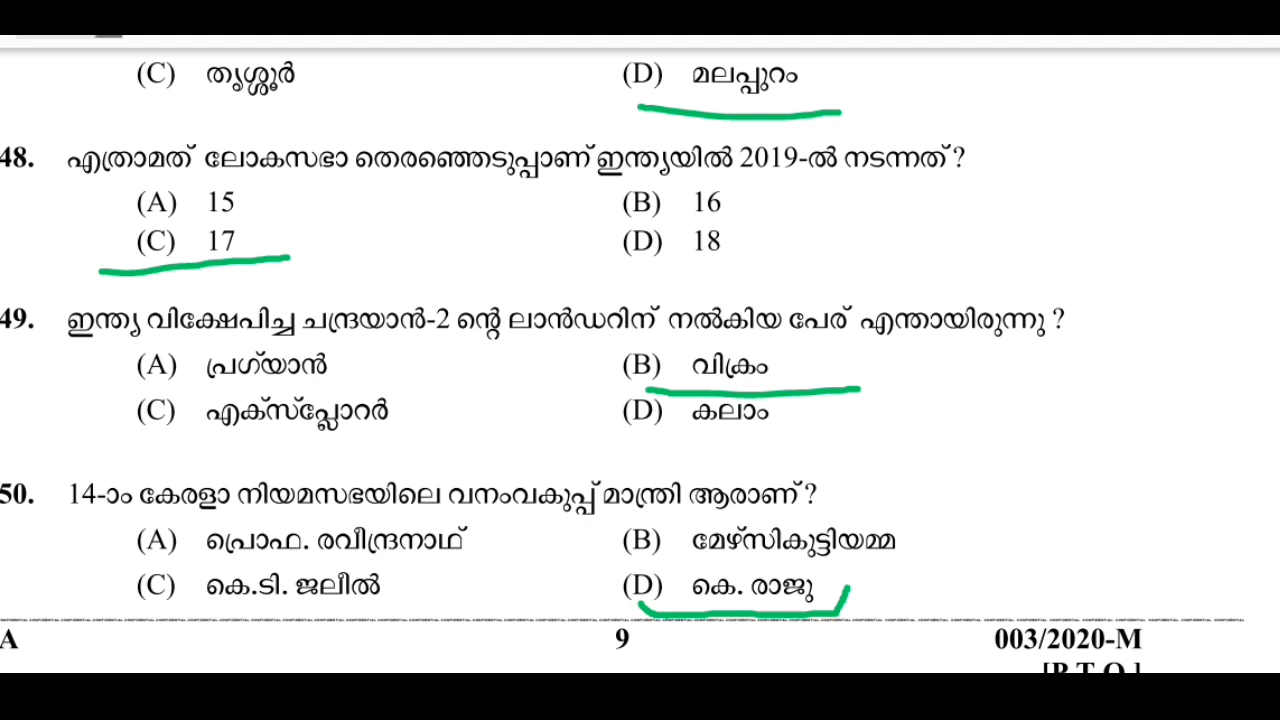 (C) തൃശ്ശൂർ (D) മലപ്പുറം
48. എത്രാമത് ലോകസഭാ തെരഞ്ഞെടുപ്പാണ് ഇന്ത്യയിൽ 2019-ൽ നടന്നത് ?
(A) 15 (B) 16
(C) 17 (D) 18
49. ഇന്ത്യ വിക്ഷേപിച്ച ചന്ദ്രയാൻ-2 ന്റെ ലാൻഡറിന് നൽകിയ പേര് എന്തായിരുന്നു ?
(A) പ്രഗ്യാൻ (B) വിക്രം
(C) എക്സ്പ്ലോറർ (D) കലാം
50. 14-ാം കേരളാ നിയമസഭയിലെ വനംവകുപ്പ് മാന്ത്രി ആരാണ് ?
(A) പ്രൊഫ. രവീന്ദ്രനാഥ് (B) മേഴ്സികുട്ടിയമ്മ
(C) കെ.ടി. ജലീൽ (D) കെ. രാജു
A 9 003/2020-M
[P.T.O.]